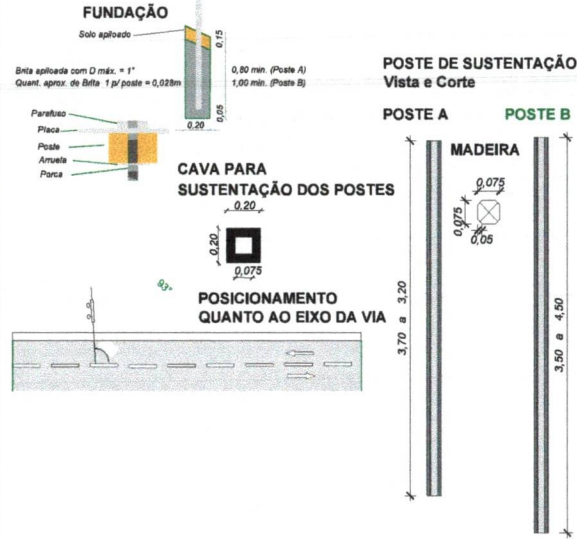 FUNDAÇÃO
Solo apiloado
0,15
Brita apiloada com D máx. = 1"
Quant. aprox. de Brita 1 p/ poste = 0,028m
0,80 min. (Poste A)
1,00 min. (Poste B)
0,05
0,20
Parafuso
Placa
Poste
Arruela
Porca
CAVA PARA
SUSTENTAÇÃO DOS POSTES
0,20
0,20
0,075
93°
POSICIONAMENTO
QUANTO AO EIXO DA VIA
POSTE DE SUSTENTAÇÃO
Vista e Corte
POSTE A
POSTE B
MADEIRA
0,075
0,075
0,05
3,70 a 3,20
3,50 a 4,50